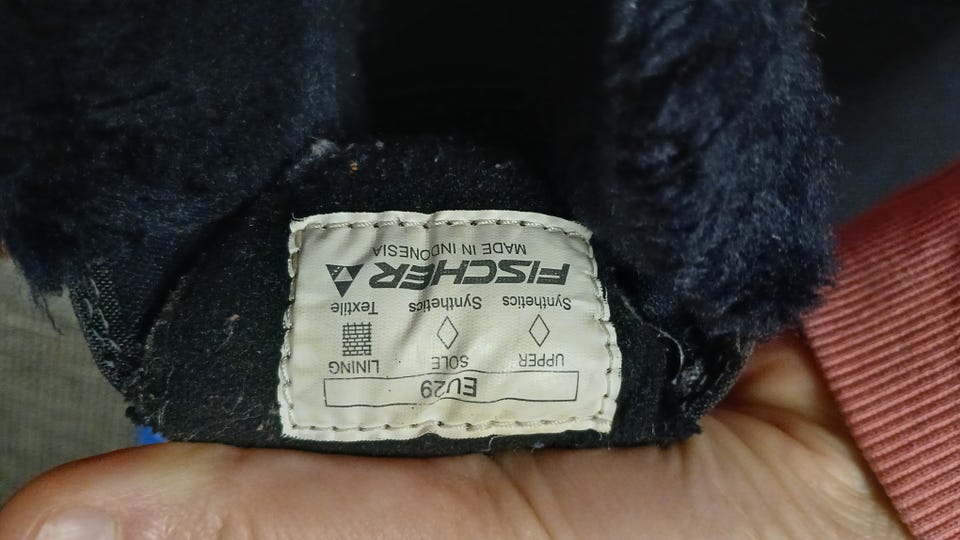 EU29
UPPER SOLE LINING
Synthetics Synthetics Textile
FISCHER
MADE IN INDONESIA